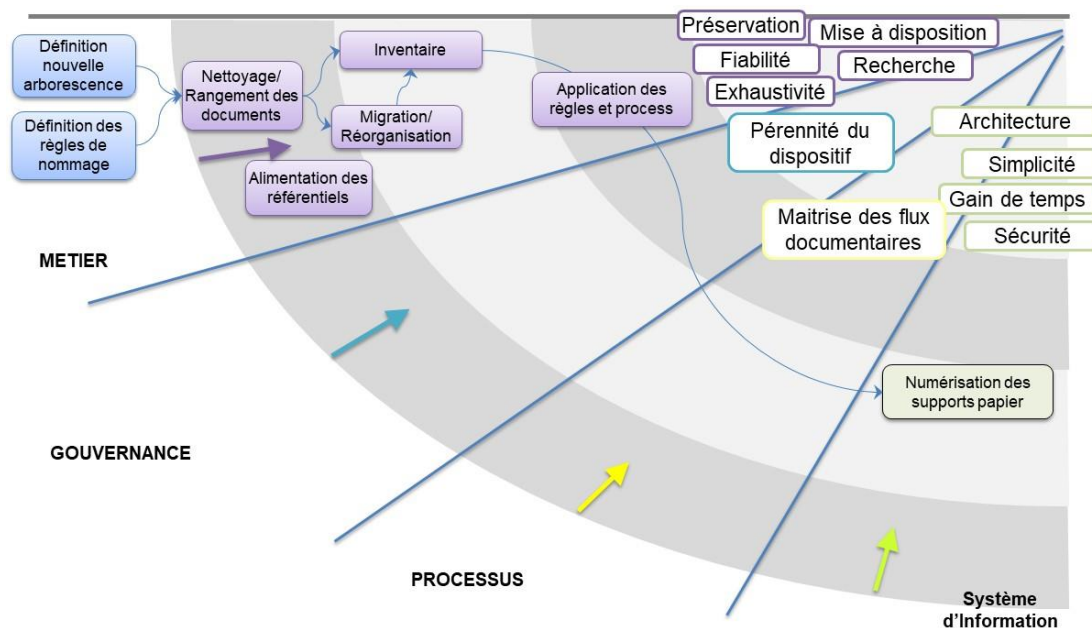 Définition
nouvelle
arborescence
Définition des
règles de
nommage
Nettoyage/
Rangement des
documents
Inventaire
Migration/
Réorganisation
Alimentation des
référentiels
Application des
règles et process
Préservation
Mise à disposition
Fiabilité
Recherche
Exhaustivité
Pérennité du
dispositif
Architecture
Simplicité
Gain de temps
Sécurité
Maitrise des flux
documentaires
Numérisation des
supports papier
METIER
GOUVERNANCE
PROCESSUS
Système
d’Information